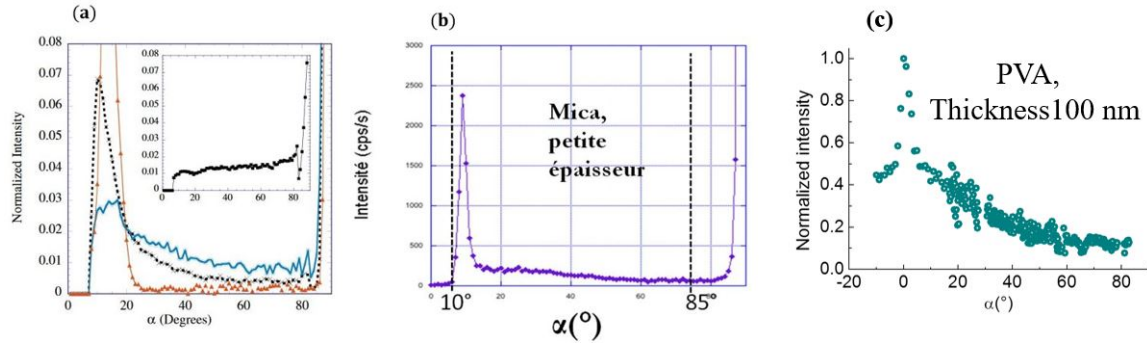 (a)
0.08
0.07
0.06
0.05
0.04
0.03
0.02
0.01
0
Normalized Intensity
0 20 40 60 80
α (Degrees)
0.08
0.07
0.06
0.05
0.04
0.03
0.02
0.01
0
0 20 40 60 80
(b)
3000
2500
2000
1500
1000
500
0
Intensité (cps/s)
Mica,
petite
épaisseur
0 10° 40 60 85°
α(°)
(c)
PVA,
Thickness100 nm
Normalized intensity
1.0
0.8
0.6
0.4
0.2
0.0
-20 0 20 40 60 80
α(°)